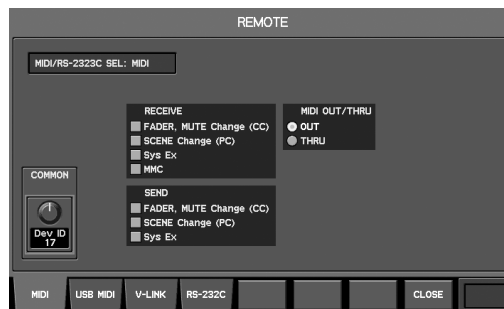 REMOTE
MIDI/RS-2323C SEL: MIDI
RECEIVE
FADER, MUTE Change (CC)
SCENE Change (PC)
Sys Ex
MMC
MIDI OUT/THRU
OUT
THRU
COMMON
Dev ID
17
SEND
FADER, MUTE Change (CC)
SCENE Change (PC)
Sys Ex
MIDI
USB MIDI
V-LINK
RS-232C
CLOSE